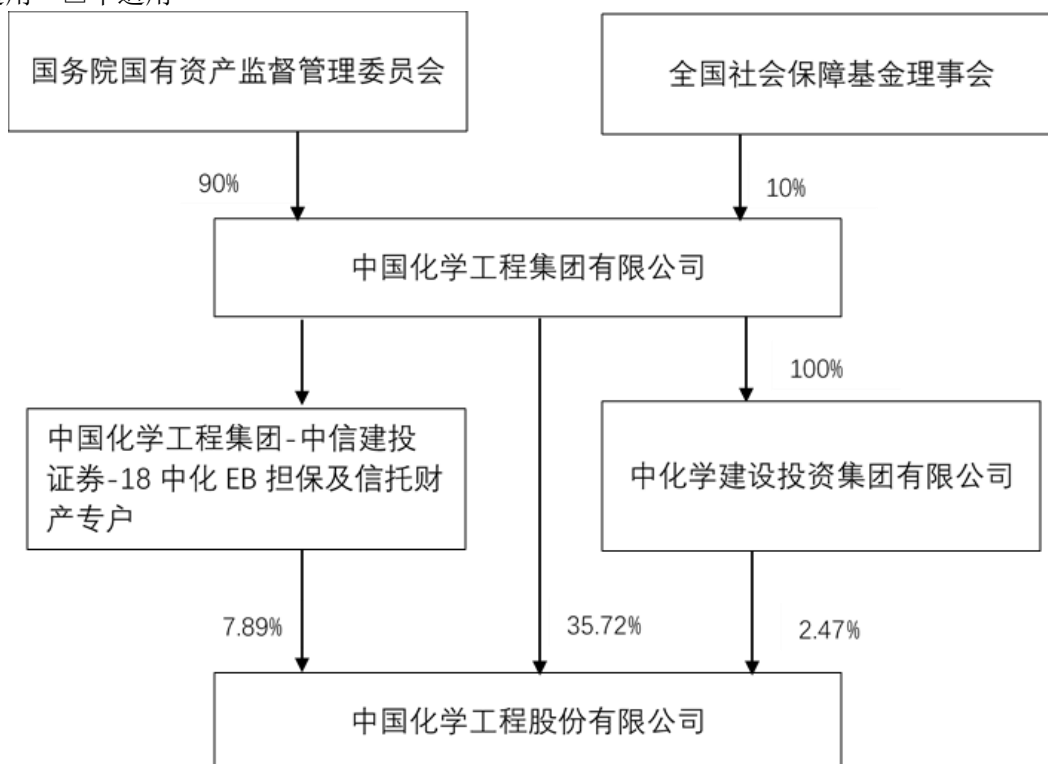 国务院国有资产监督管理委员会
全国社会保障基金理事会
90%
10%
中国化学工程集团有限公司
100%
中国化学工程集团-中信建投
证券-18 中化 EB 担保及信托财
产专户
中化学建设投资集团有限公司
7.89%
35.72%
2.47%
中国化学工程股份有限公司